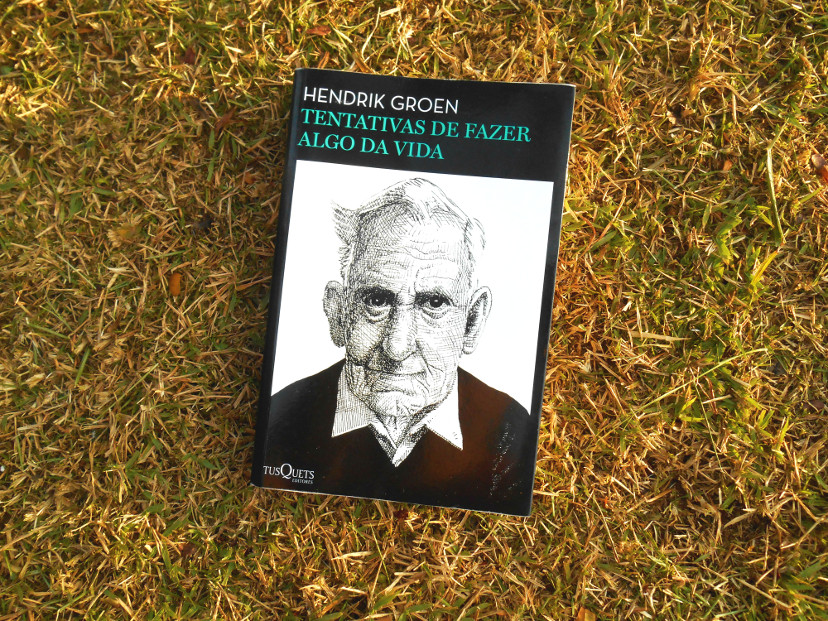 HENDRIK GROEN
TENTATIVAS DE FAZER
ALGO DA VIDA
TUSQUETS
EDITORES